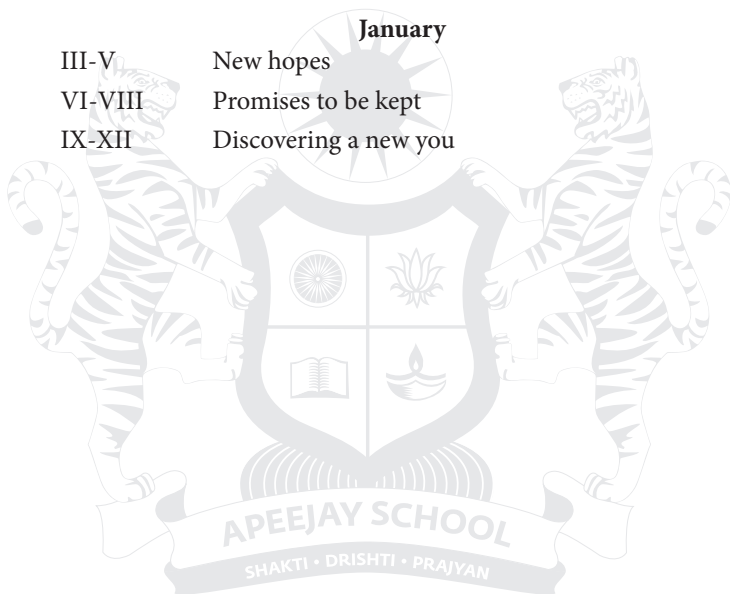 January
III-V New hopes
VI-VIII Promises to be kept
IX-XII Discovering a new you
APEEJAY SCHOOL
SHAKTI • DRISHTI • PRAJYAN